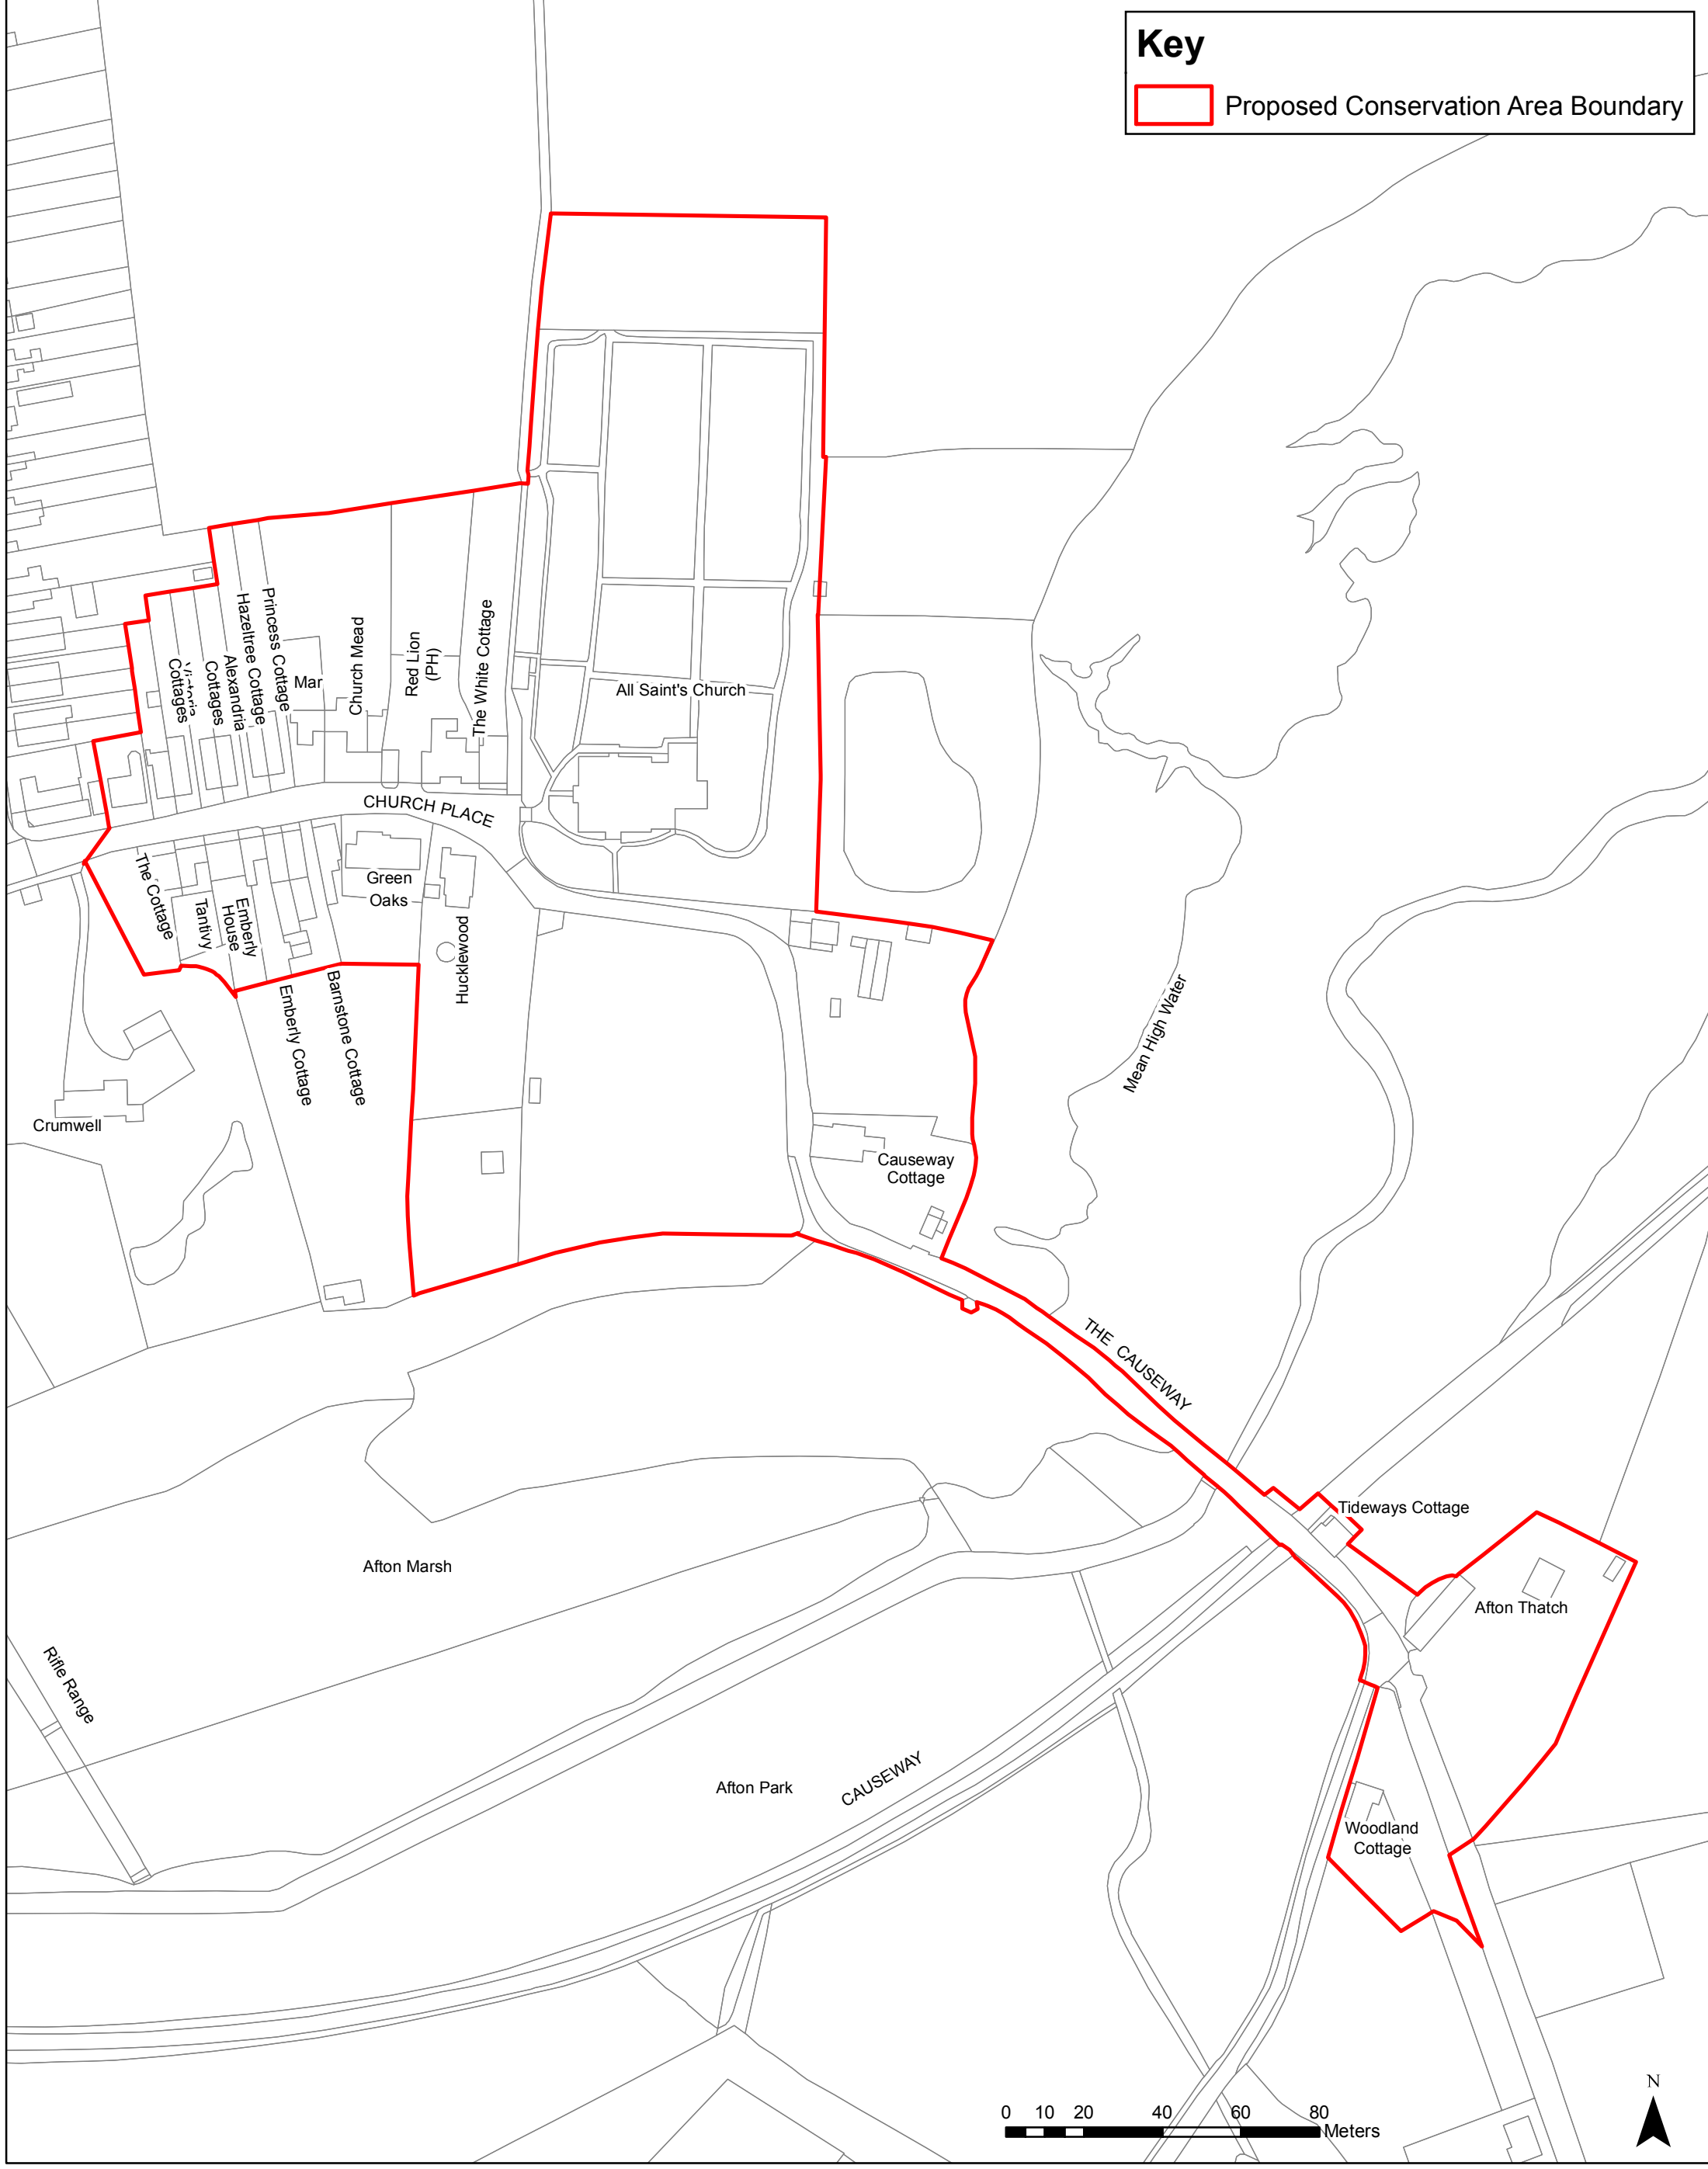 Key
Proposed Conservation Area Boundary
Princess Cottage
Hazeltree Cottage
Alexandria
Cottages
Victoria
Cottages
Mar
Church Mead
Red Lion
(PH)
The White Cottage
All Saint's Church
CHURCH PLACE
The Cottage
Tantivy
Emberly
House
Green
Oaks
Hucklewood
Emberly Cottage
Barnstone Cottage
Crumwell
Mean High Water
Causeway
Cottage
THE CAUSEWAY
Tideways Cottage
Afton Thatch
Afton Marsh
Rifle Range
Afton Park
CAUSEWAY
Woodland
Cottage
N
0 10 20 40 60 80
Meters